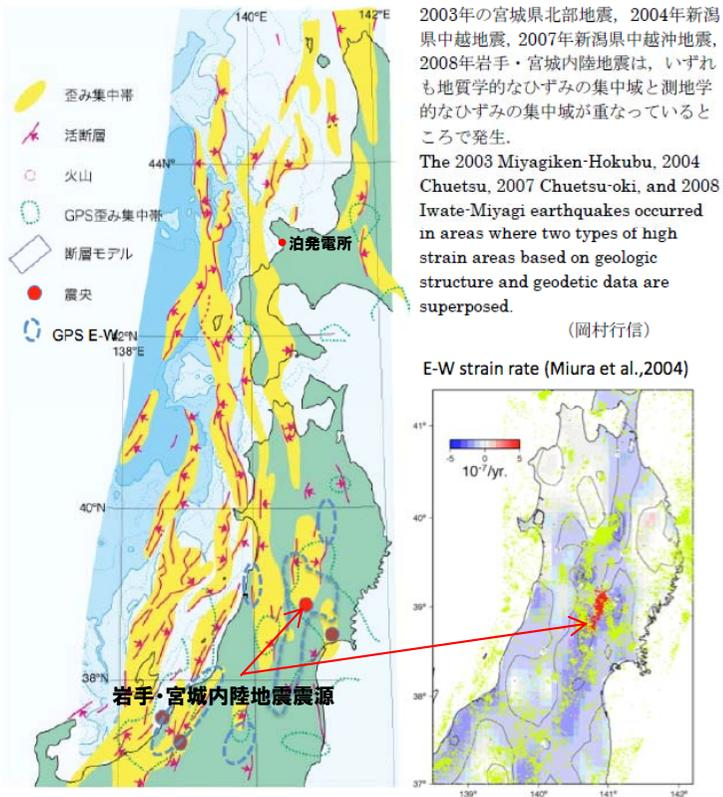 140°E
142°E
歪み集中帯
活断層
44N°
火山
GPS歪み集中帯
断層モデル
泊発電所
震央
GPS E-W
42°N
138°E
40°N
38°N
岩手・宮城内陸地震震源
2003年の宮城県北部地震，2004年新潟
県中越地震, 2007年新潟県中越沖地震,
2008年岩手・宮城内陸地震は，いずれ
も地質学的なひずみの集中域と測地学
的なひずみの集中域が重なっていると
ころで発生.
The 2003 Miyagiken-Hokubu, 2004
Chuetsu, 2007 Chuetsu-oki, and 2008
Iwate-Miyagi earthquakes occurred
in areas where two types of high
strain areas based on geologic
structure and geodetic data are
superposed.
（岡村行信）
E-W strain rate (Miura et al.,2004)
41°
-5 0 5
10⁻⁷/yr.
40°
39°
38°
37°
139° 140° 141° 142°